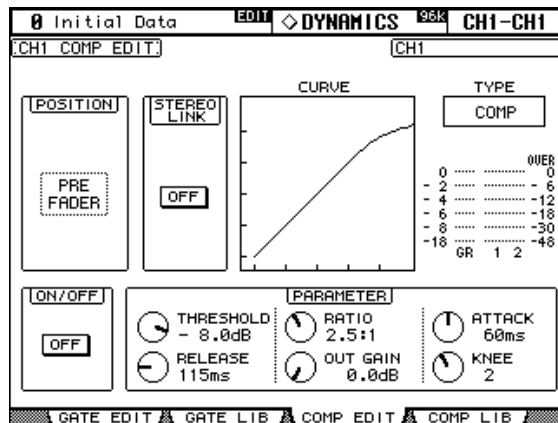 0 Initial Data EDIT ◇DYNAMICS 96K CH1-CH1
CH1 COMP EDIT CH1
POSITION
PRE
FADER
STEREO
LINK
OFF
CURVE
TYPE
COMP
OVER
0 0
- 2 - 6
- 4 -12
- 6 -18
- 8 -30
-18 -48
GR 1 2
ON/OFF
OFF
PARAMETER
THRESHOLD
- 8.0dB
RATIO
2.5:1
ATTACK
60ms
RELEASE
115ms
OUT GAIN
0.0dB
KNEE
2
GATE EDIT GATE LIB COMP EDIT COMP LIB